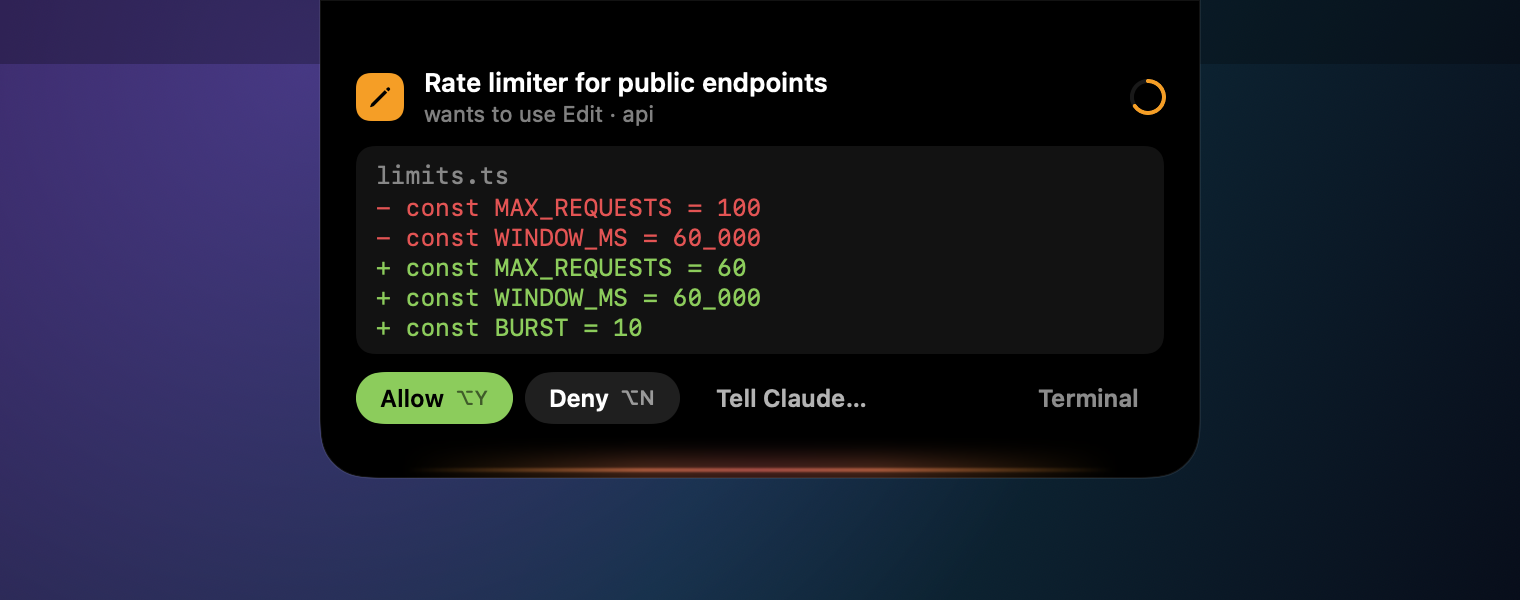 Rate limiter for public endpoints
wants to use Edit · api
limits.ts
− const MAX_REQUESTS = 100
− const WINDOW_MS = 60_000
+ const MAX_REQUESTS = 60
+ const WINDOW_MS = 60_000
+ const BURST = 10
Allow ⌥Y Deny ⌥N Tell Claude... Terminal